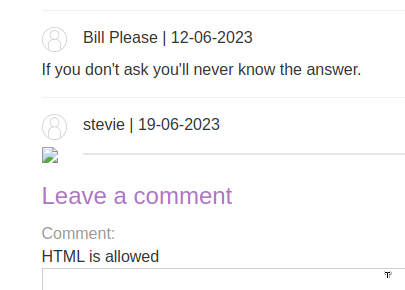 Bill Please | 12-06-2023
If you don't ask you'll never know the answer.
stevie | 19-06-2023
Leave a comment
Comment:
HTML is allowed